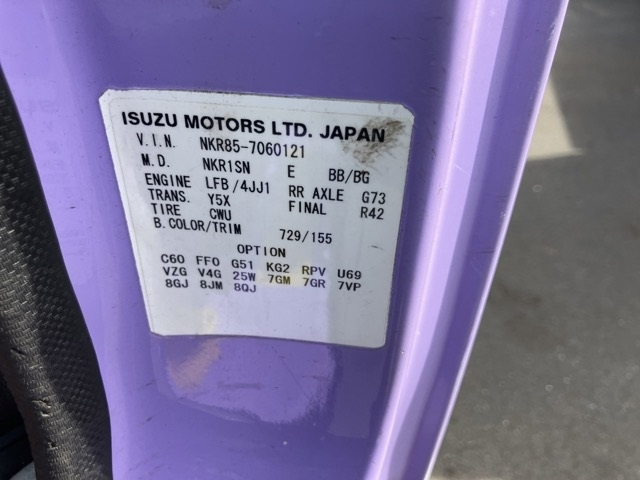 ISUZU MOTORS LTD. JAPAN
V.I.N. NKR85-7060121
M.D. NKR1SN E BB/BG
ENGINE LFB/4JJ1 RR AXLE G73
TRANS. Y5X FINAL R42
TIRE CWU
B.COLOR/TRIM 729/155
OPTION
C60 FF0 G51 KG2 RPV U69
VZG V4G 25W 7GM 7GR 7VP
8GJ 8JM 8QJ